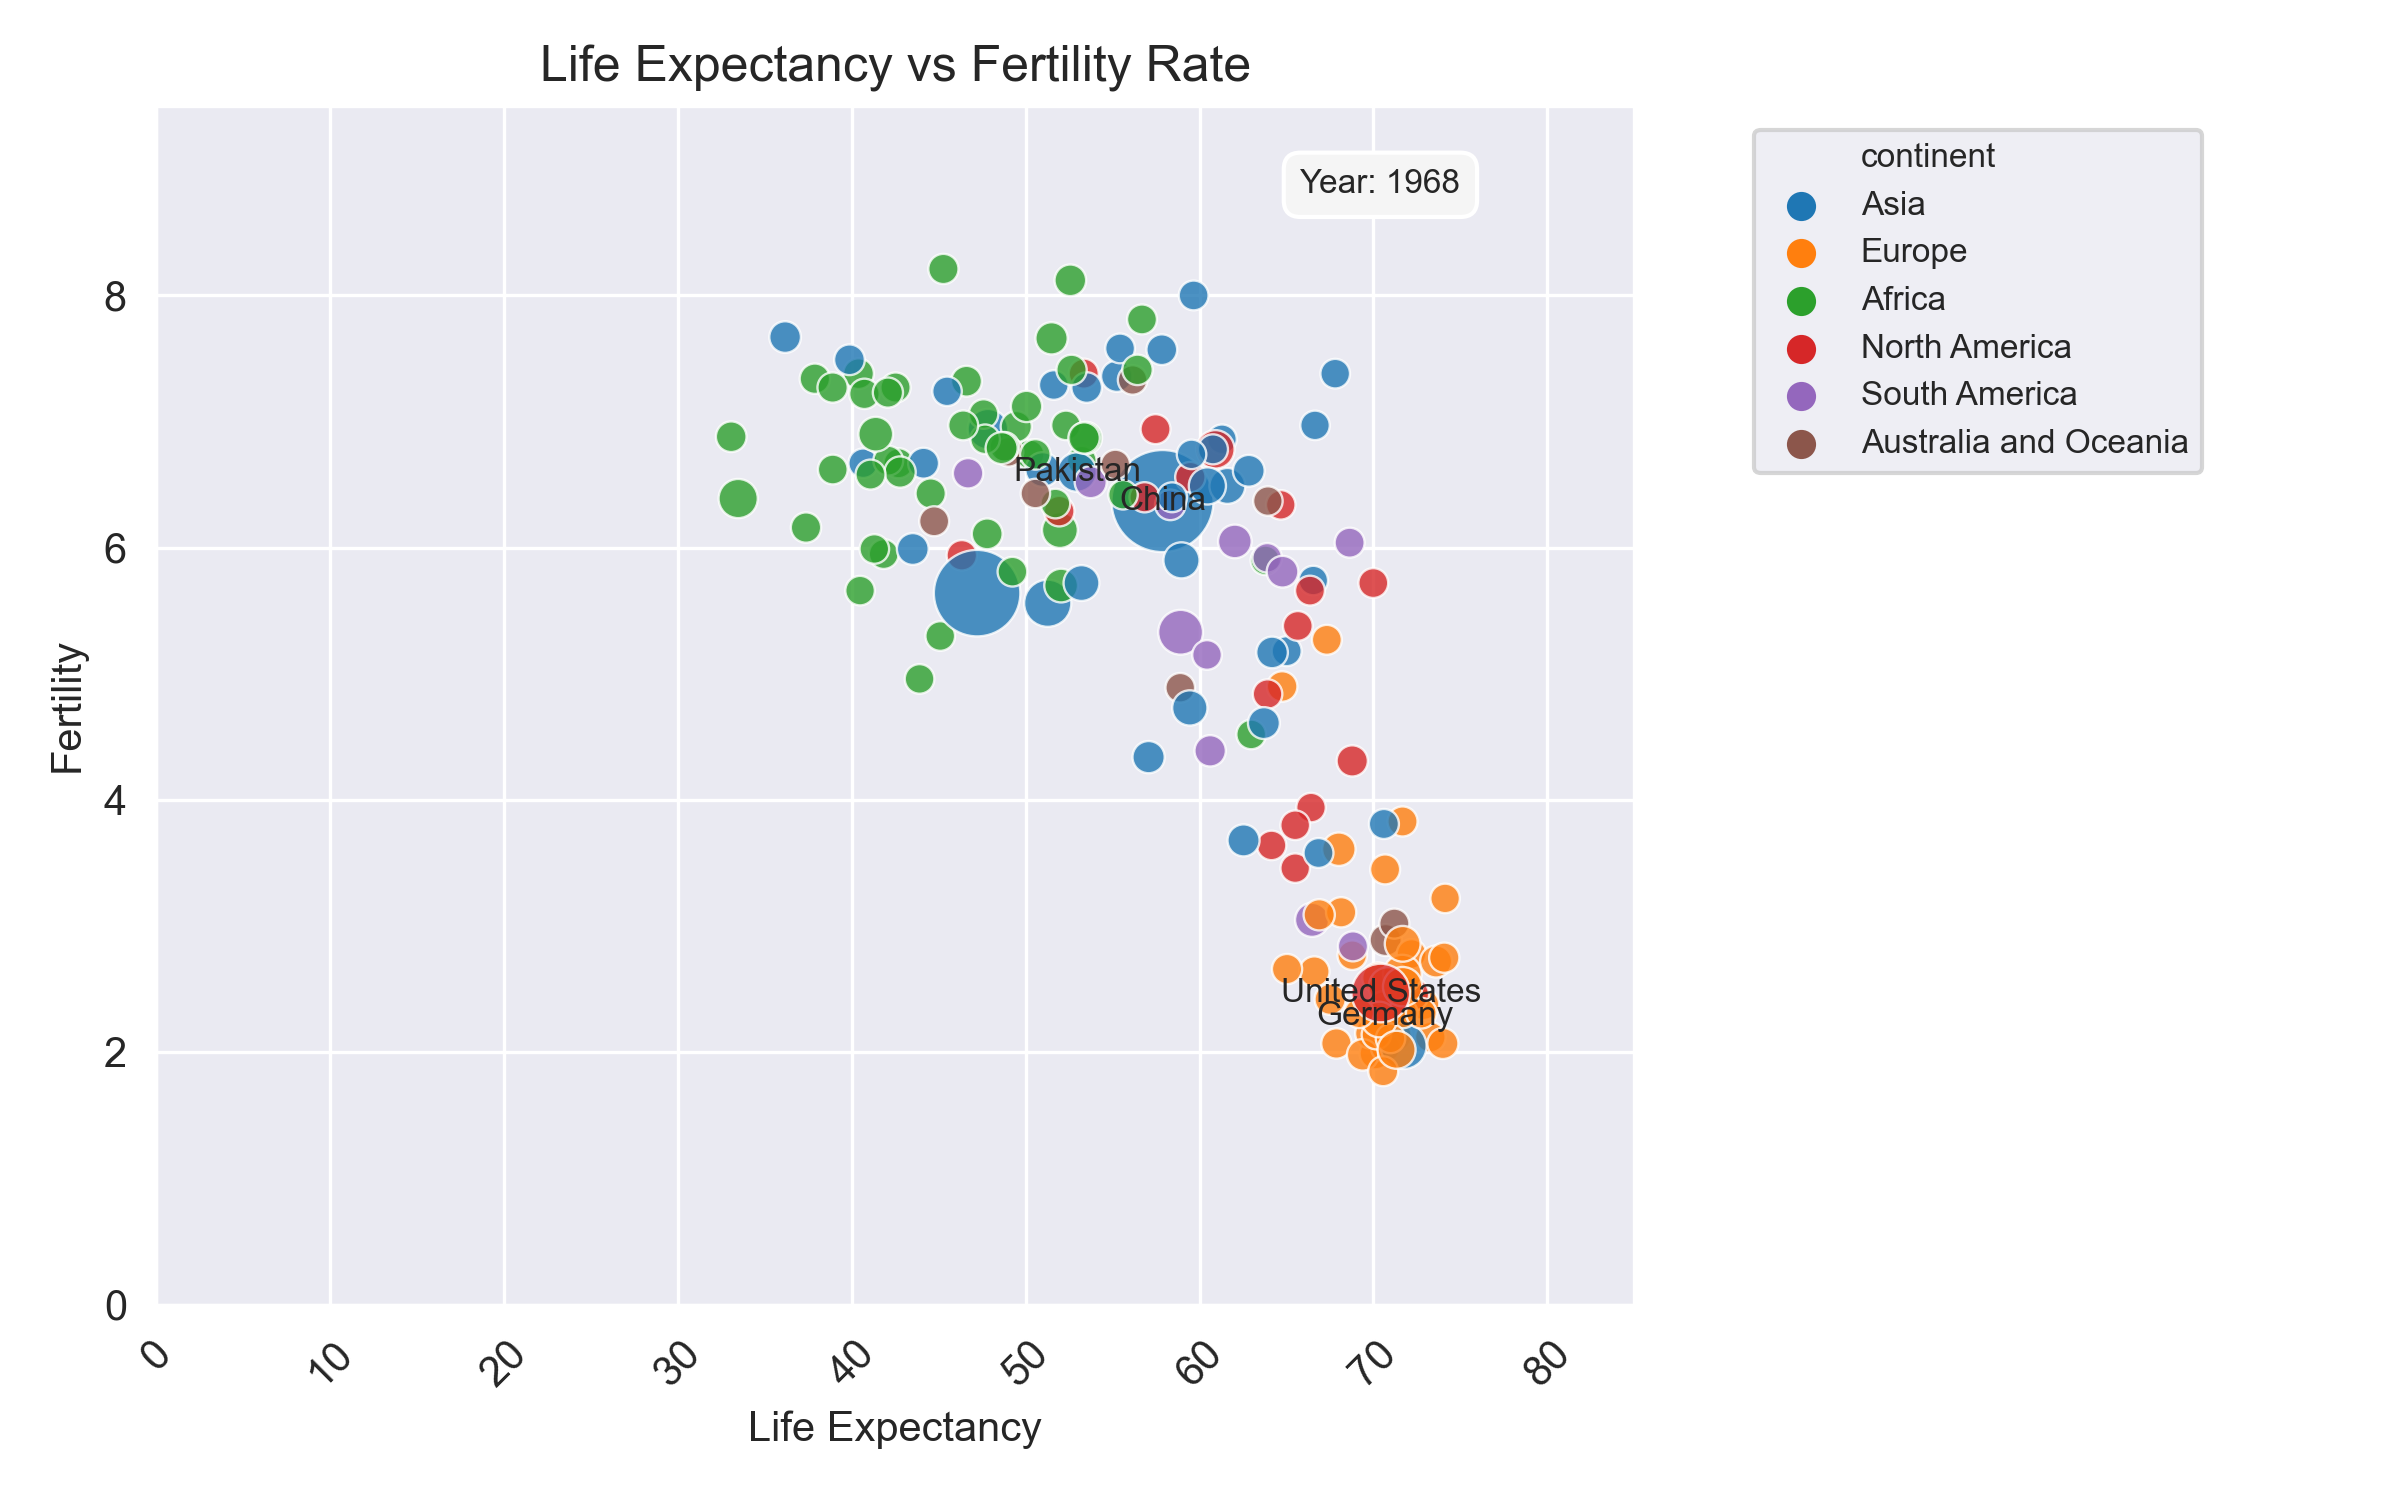 Life Expectancy vs Fertility Rate
Year: 1968
continent
Asia
Europe
Africa
North America
South America
Australia and Oceania
Pakistan
China
United States
Germany
Fertility
8
6
4
2
0
0 10 20 30 40 50 60 70 80
Life Expectancy